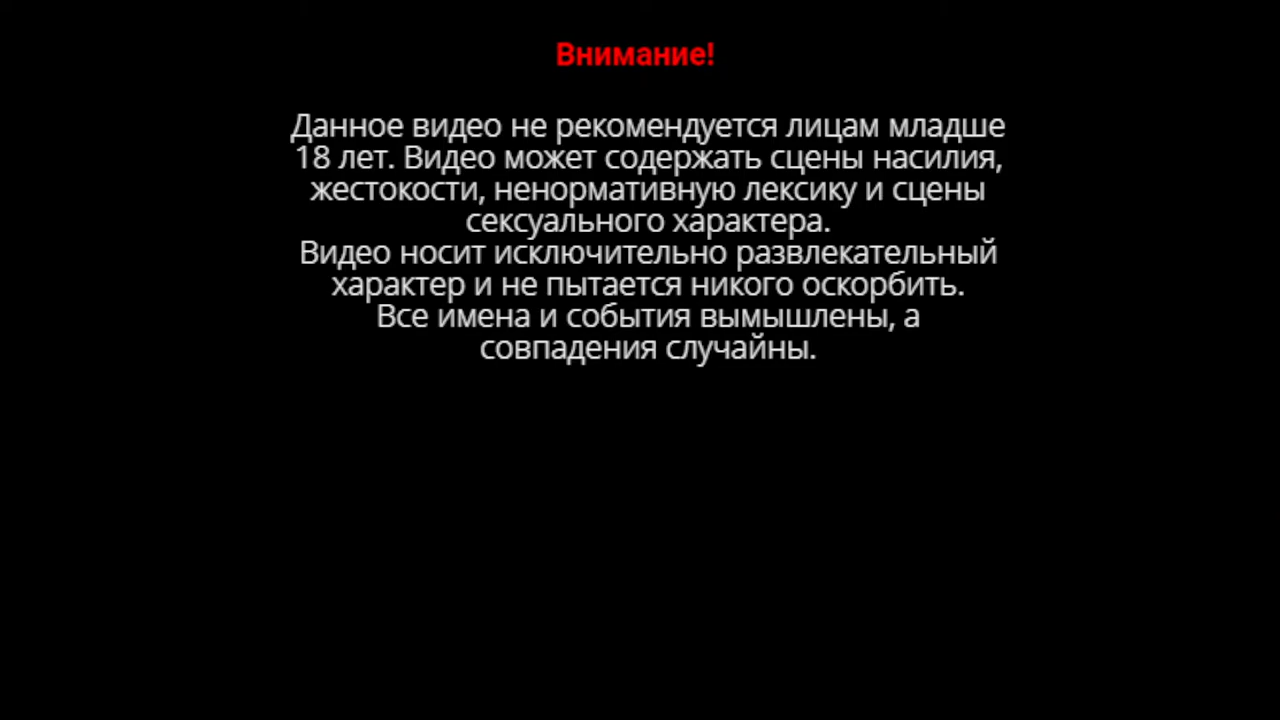 Внимание!
Данное видео не рекомендуется лицам младше
18 лет. Видео может содержать сцены насилия,
жестокости, ненормативную лексику и сцены
сексуального характера.
Видео носит исключительно развлекательный
характер и не пытается никого оскорбить.
Все имена и события вымышлены, а
совпадения случайны.